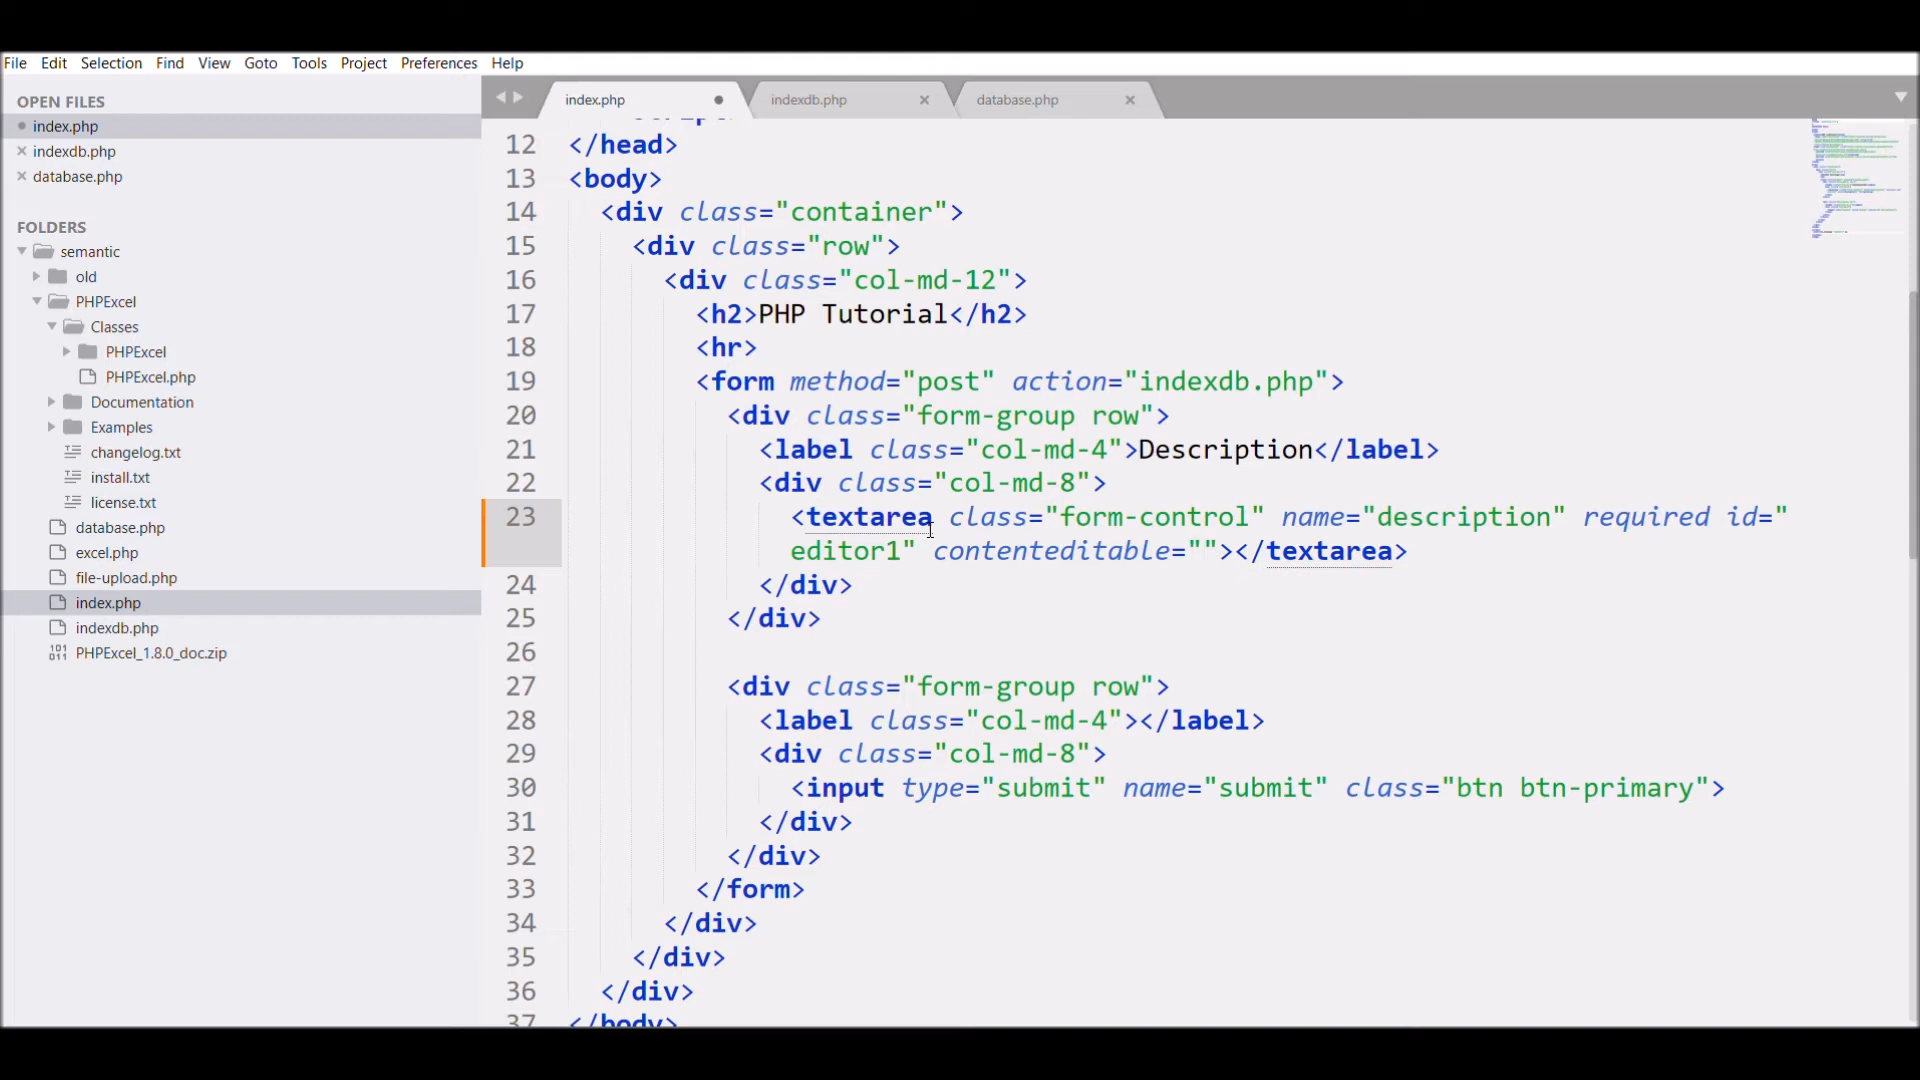 File Edit Selection Find View Goto Tools Project Preferences Help
OPEN FILES
index.php
indexdb.php
database.php
FOLDERS
semantic
old
PHPExcel
Classes
PHPExcel
PHPExcel.php
Documentation
Examples
changelog.txt
install.txt
license.txt
database.php
excel.php
file-upload.php
index.php
indexdb.php
PHPExcel_1.8.0_doc.zip
index.php indexdb.php database.php
12 </head>
13 <body>
14 <div class="container">
15 <div class="row">
16 <div class="col-md-12">
17 <h2>PHP Tutorial</h2>
18 <hr>
19 <form method="post" action="indexdb.php">
20 <div class="form-group row">
21 <label class="col-md-4">Description</label>
22 <div class="col-md-8">
23 <textarea class="form-control" name="description" required id="
editor1" contenteditable=""></textarea>
24 </div>
25 </div>
26
27 <div class="form-group row">
28 <label class="col-md-4"></label>
29 <div class="col-md-8">
30 <input type="submit" name="submit" class="btn btn-primary">
31 </div>
32 </div>
33 </form>
34 </div>
35 </div>
36 </div>
37 </body>